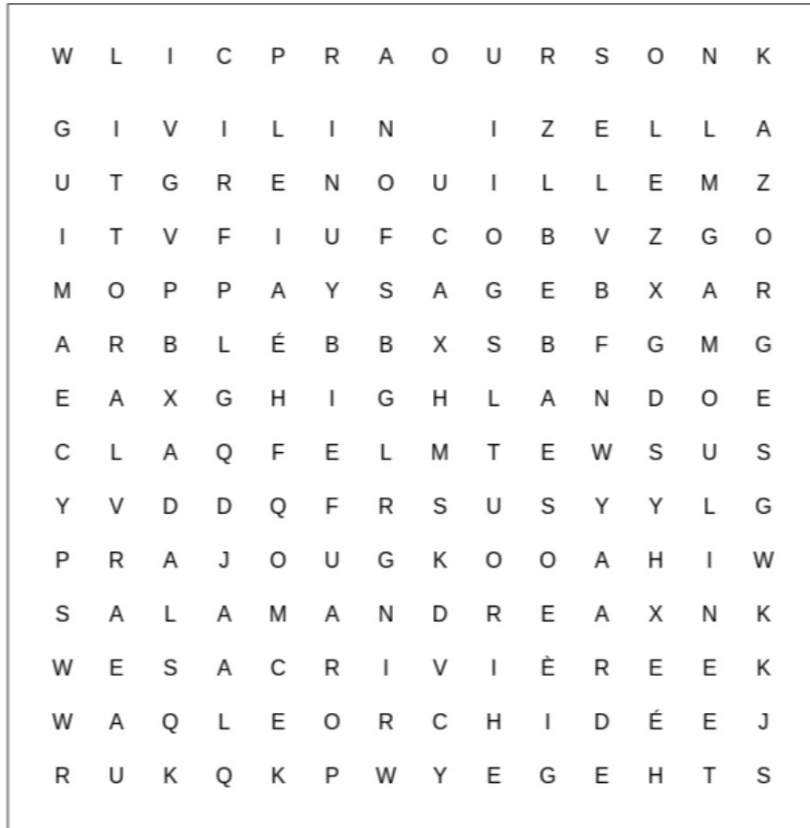 W L I C P R A O U R S O N K
G I V I L I N I Z E L L A
U T G R E N O U I L L E M Z
I T V F I U F C O B V Z G O
M O P P A Y S A G E B X A R
A R B L É B B X S B F G M G
E A X G H I G H L A N D O E
C L A Q F E L M T E W S U S
Y V D D Q F R S U S Y Y L G
P R A J O U G K O O A H I W
S A L A M A N D R E A X N K
W E S A C R I V I È R E E K
W A Q L E O R C H I D É E J
R U K Q K P W Y E G E H T S